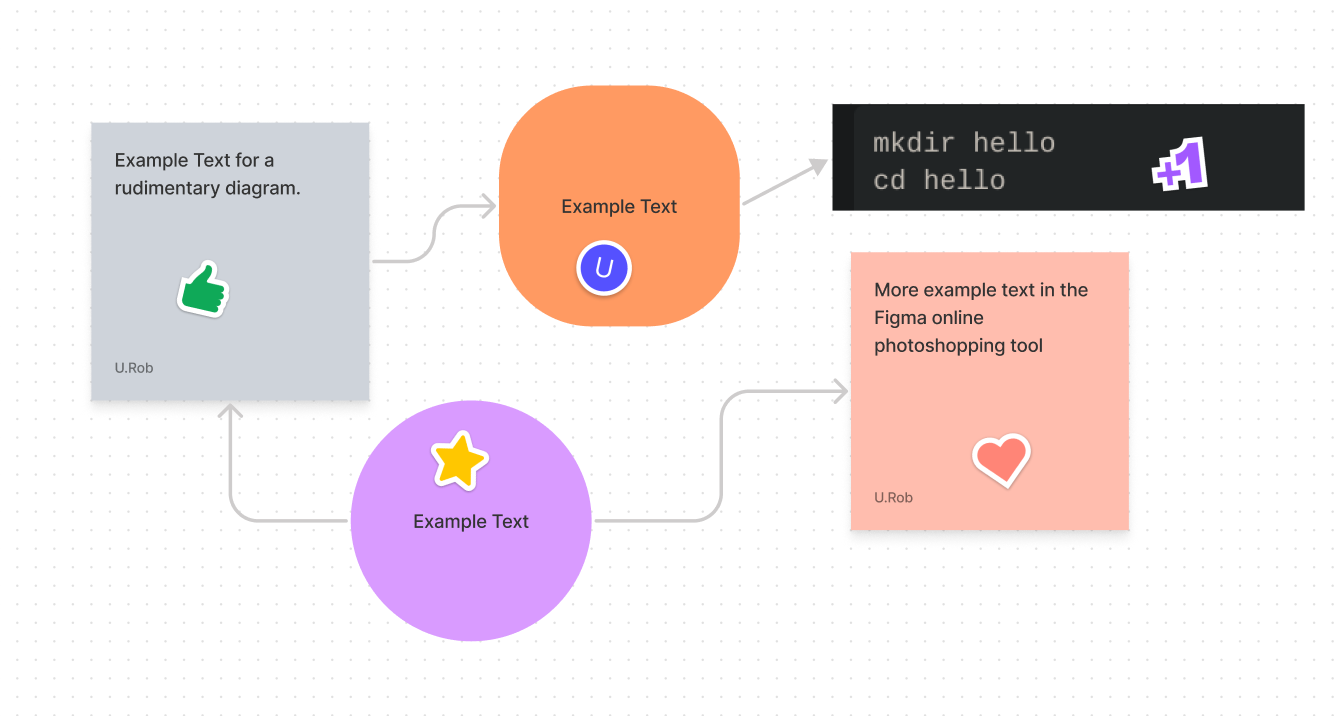 Example Text for a
rudimentary diagram.
U.Rob
Example Text
U
mkdir hello
cd hello
+1
More example text in the
Figma online
photoshopping tool
U.Rob
Example Text